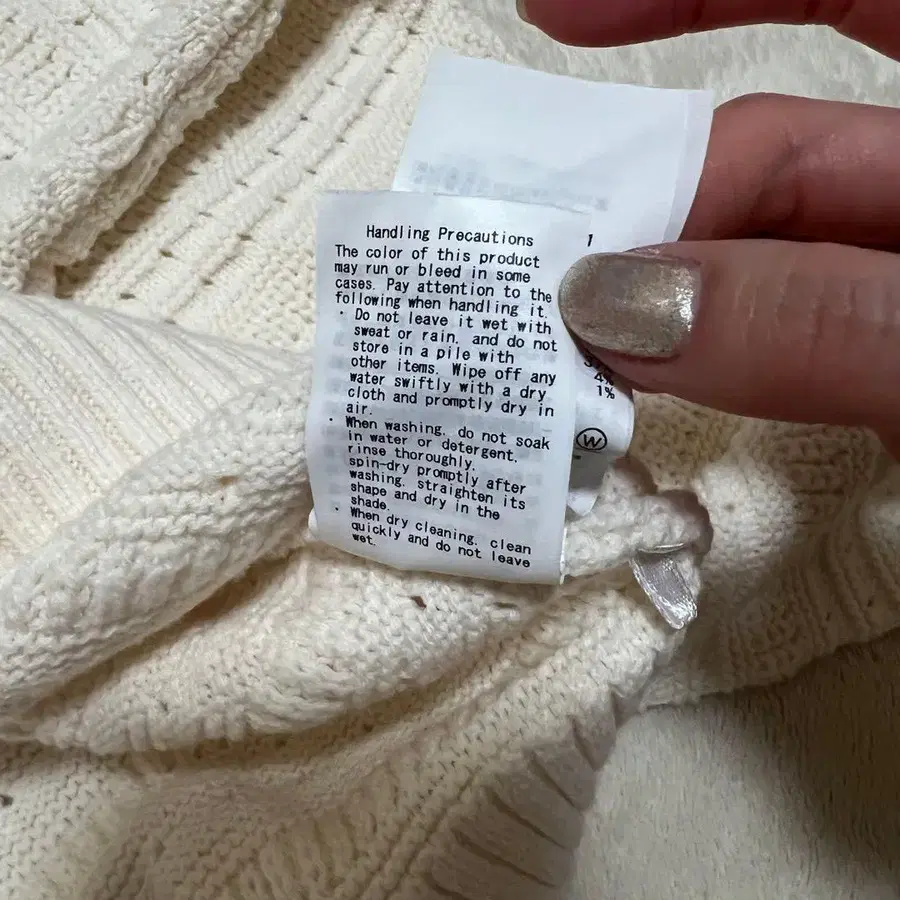 Handling Precautions
The color of this product
may run or bleed in some
cases. Pay attention to the
following when handling it.
・Do not leave it wet with
sweat or rain, and do not
store in a pile with
other items. Wipe off any
water swiftly with a dry
cloth and promptly dry in
air.
・When washing, do not soak
in water or detergent,
rinse thoroughly,
spin-dry promptly after
washing, straighten its
shape and dry in the
shade.
・When dry cleaning, clean
quickly and do not leave
wet.
1
4%
1%
W